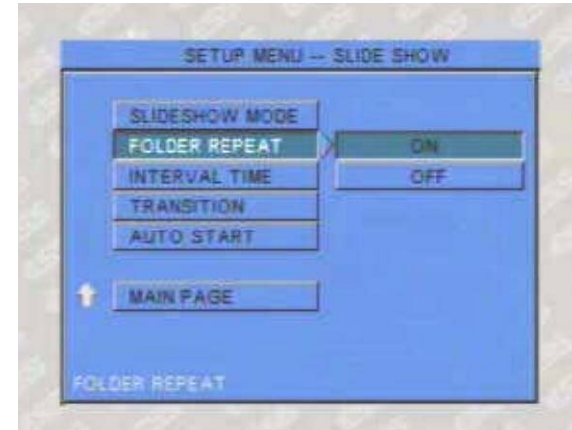 SETUP MENU -- SLIDE SHOW
SLIDESHOW MODE
FOLDER REPEAT ON
INTERVAL TIME OFF
TRANSITION
AUTO START
MAIN PAGE
FOLDER REPEAT